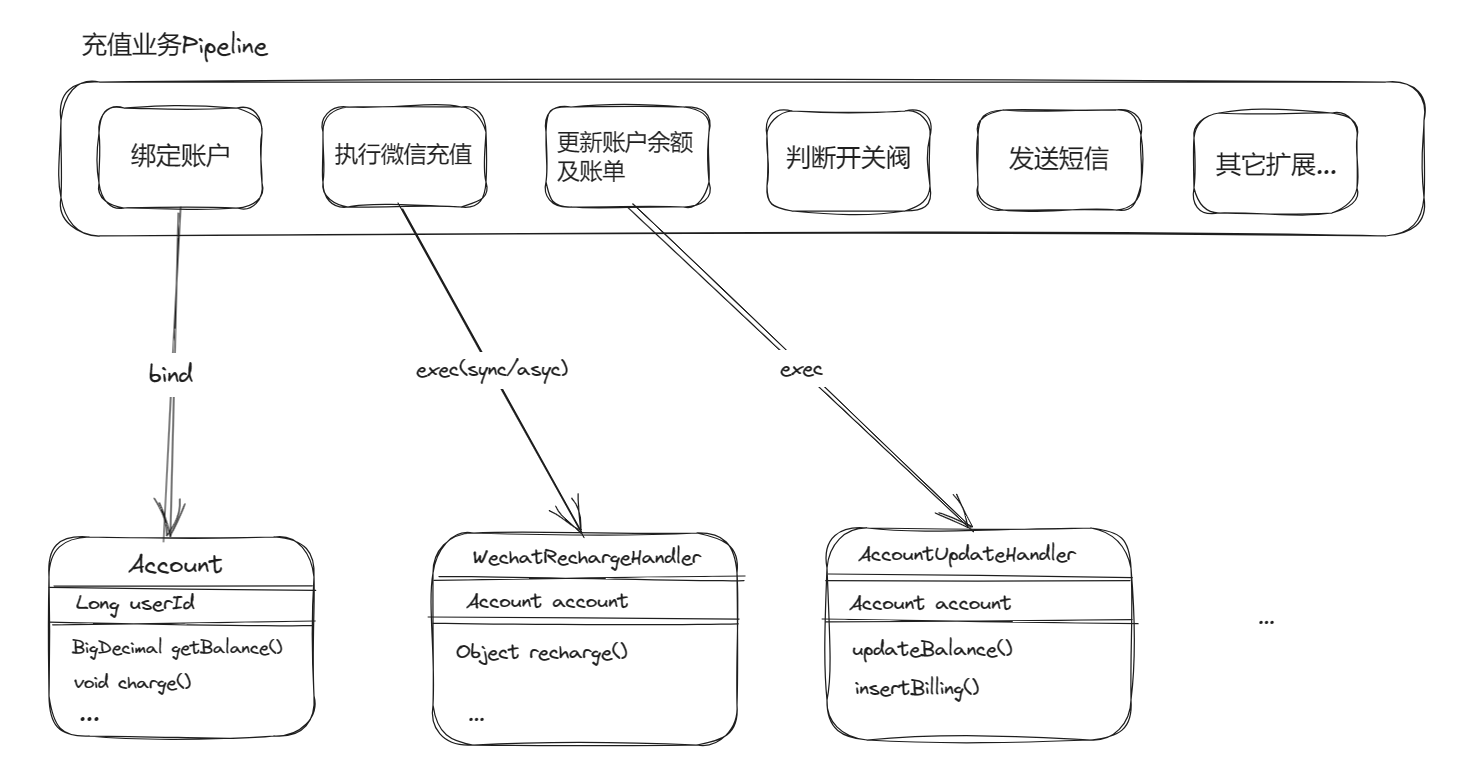 充值业务Pipeline
绑定账户
执行微信充值
更新账户余额
及账单
判断开关阀
发送短信
其它扩展...
bind
exec(sync/asyc)
exec
Account
Long userId
BigDecimal getBalance()
void charge()
...
WechatRechargeHandler
Account account
Object recharge()
...
AccountUpdateHandler
Account account
updateBalance()
insertBilling()
...